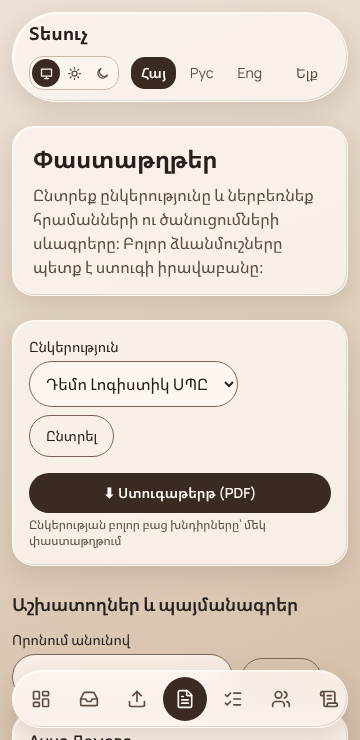 Տեսուչ
Հայ Рус Eng Ելք
Փաստաթղթեր
Ընտրեք ընկերությունը և ներբեռնեք
հրամանների ու ծանուցումների
սևագրերը: Բոլոր ձևանմուշները
պետք է ստուգի իրավաբանը:
Ընկերություն
Դեմո Լոգիստիկ ՍՊԸ
Ընտրել
⬇ Ստուգաթերթ (PDF)
Ընկերության բոլոր բաց խնդիրները՝ մեկ
փաստաթղթում
Աշխատողներ և պայմանագրեր
Որոնում անունով